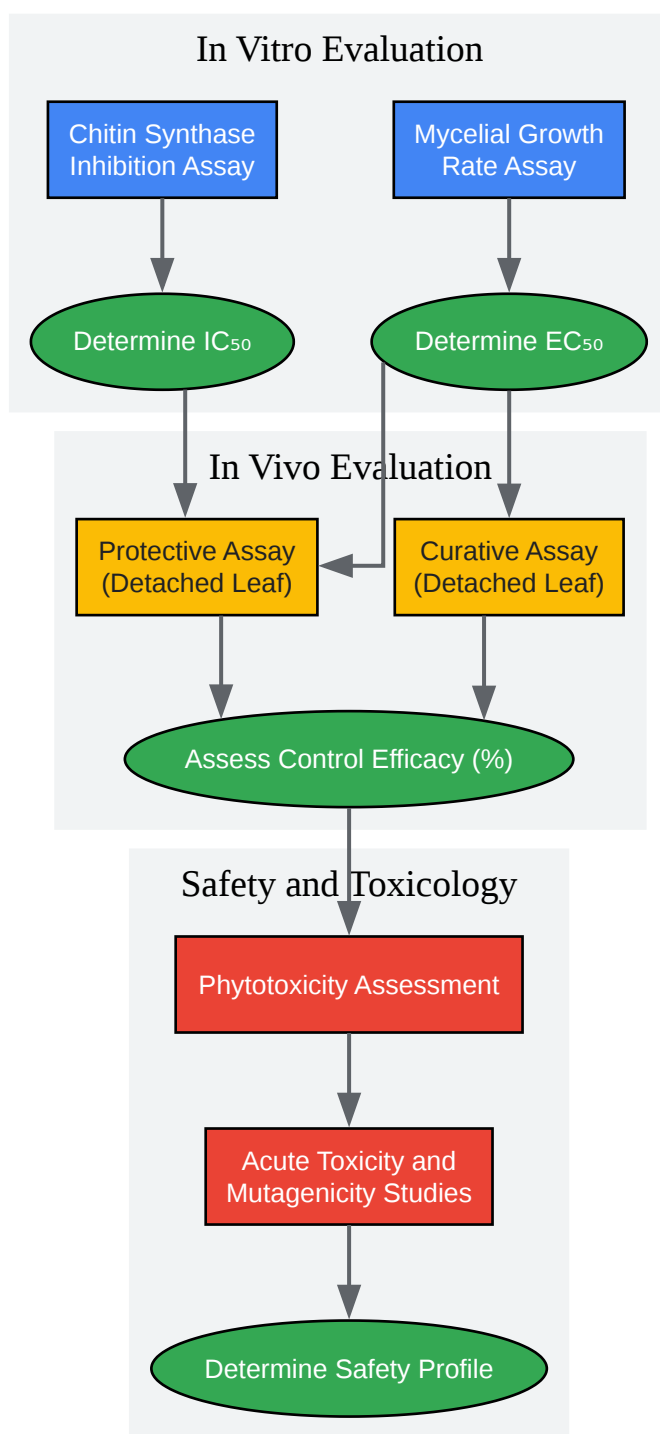 In Vitro Evaluation
Chitin Synthase
Inhibition Assay
Mycelial Growth
Rate Assay
Determine IC₅₀
Determine EC₅₀
In Vivo Evaluation
Protective Assay
(Detached Leaf)
Curative Assay
(Detached Leaf)
Assess Control Efficacy (%)
Safety and Toxicology
Phytotoxicity Assessment
Acute Toxicity and
Mutagenicity Studies
Determine Safety Profile